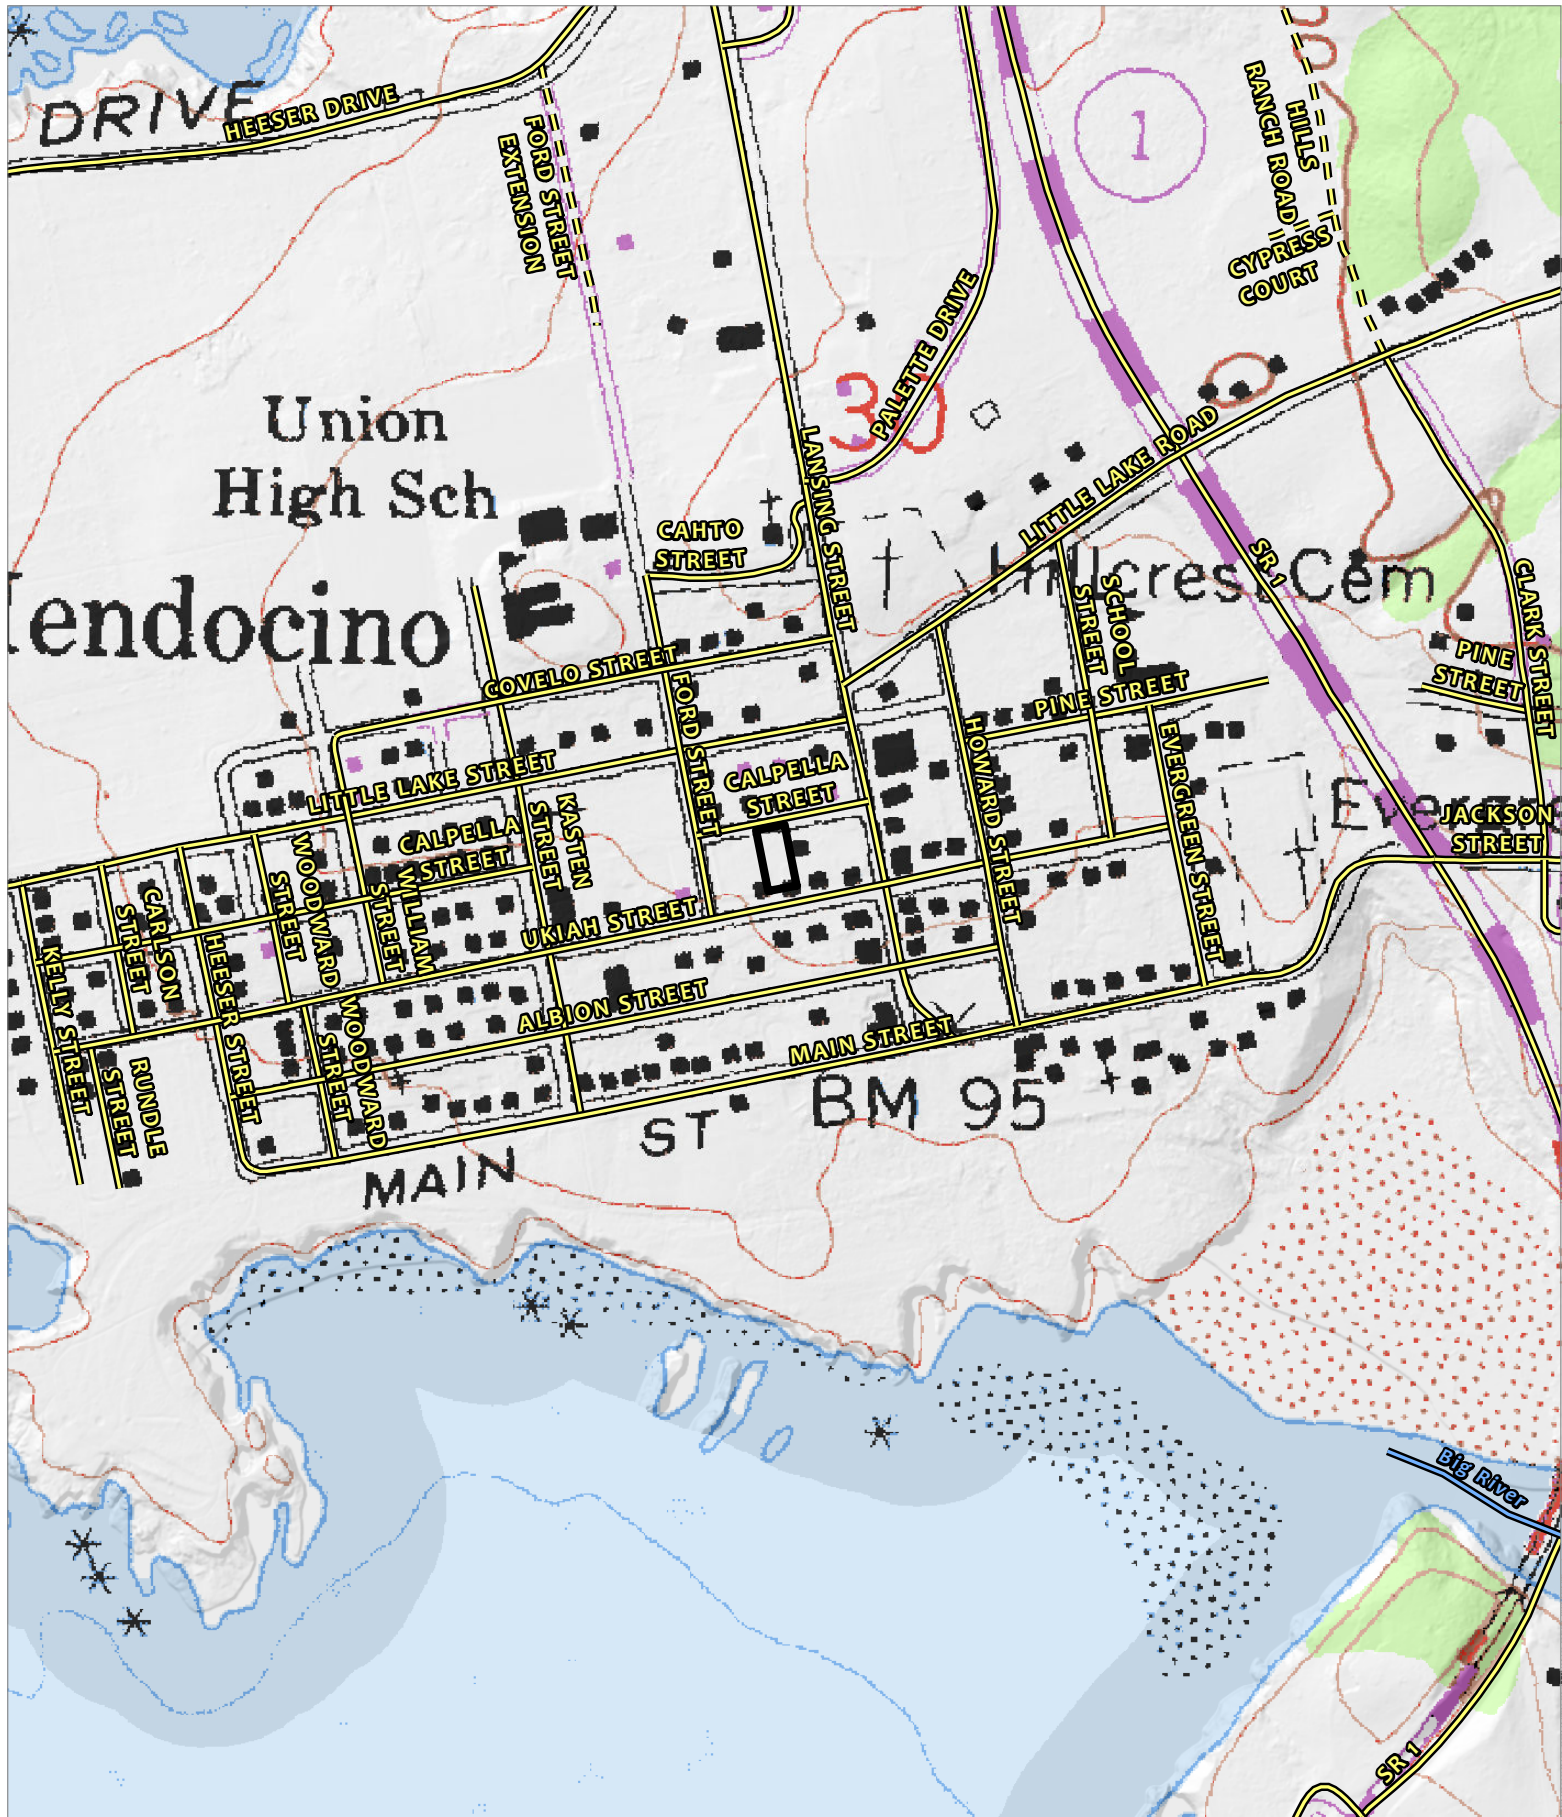 DRIVE
HEESER DRIVE
FORD STREET
EXTENSION
1
HILLS
RANCH ROAD
CYPRESS
COURT
PALETTE DRIVE
30
Union
High Sch
LANSING STREET
LITTLE LAKE ROAD
CAHTO
STREET
Hillcrest Cem
SR 1
endocino
SCHOOL
STREET
CLARK STREET
COVELO STREET
FORD STREET
PINE STREET
PINE
STREET
HOWARD STREET
EVERGREEN STREET
LITTLE LAKE STREET
CALPELLA
STREET
KASTEN
STREET
CALPELLA
STREET
WILLIAM
STREET
WOODWARD
STREET
Evergre
JACKSON
STREET
CARLSON
STREET
HEESER STREET
KELLY STREET
UKIAH STREET
ALBION STREET
MAIN STREET
WOODWARD
STREET
RUNDLE
STREET
BM 95
MAIN
ST
Big River
SR 1